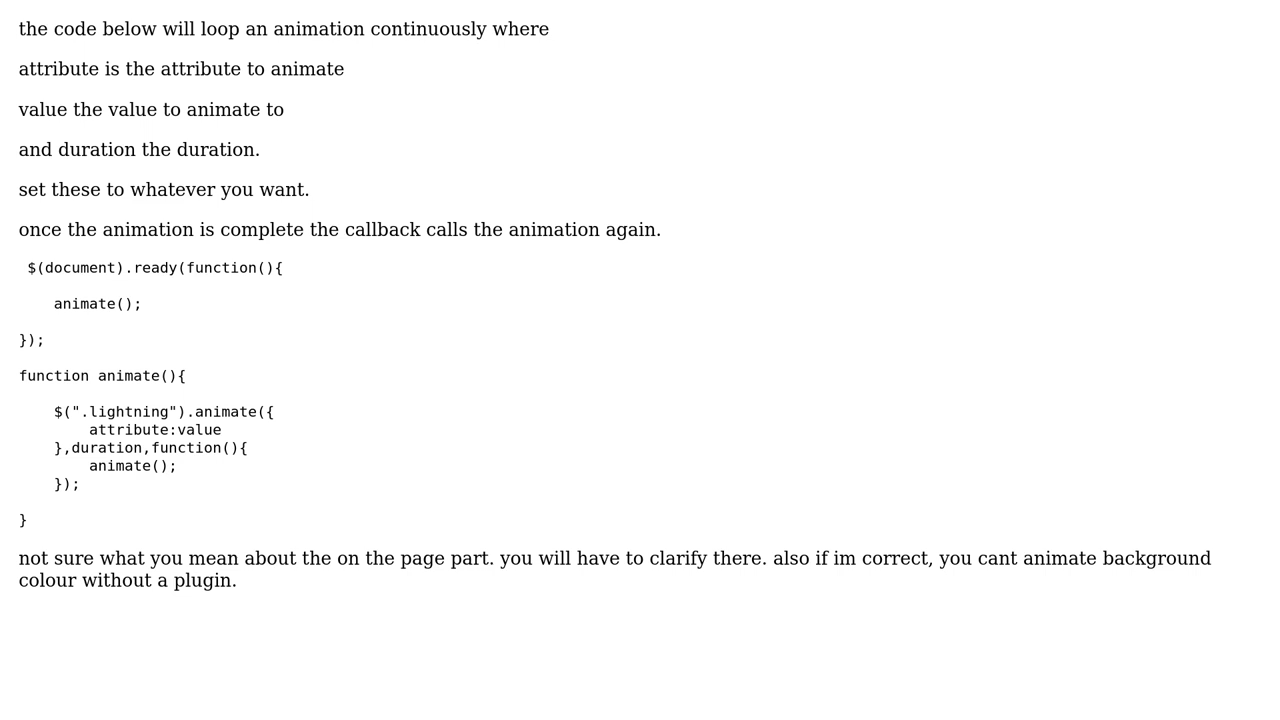 the code below will loop an animation continuously where
attribute is the attribute to animate
value the value to animate to
and duration the duration.
set these to whatever you want.
once the animation is complete the callback calls the animation again.
 $(document).ready(function(){
    animate();
});
function animate(){
    $(".lightning").animate({
        attribute:value
    },duration,function(){
        animate();
    });
}
not sure what you mean about the on the page part. you will have to clarify there. also if im correct, you cant animate background
colour without a plugin.